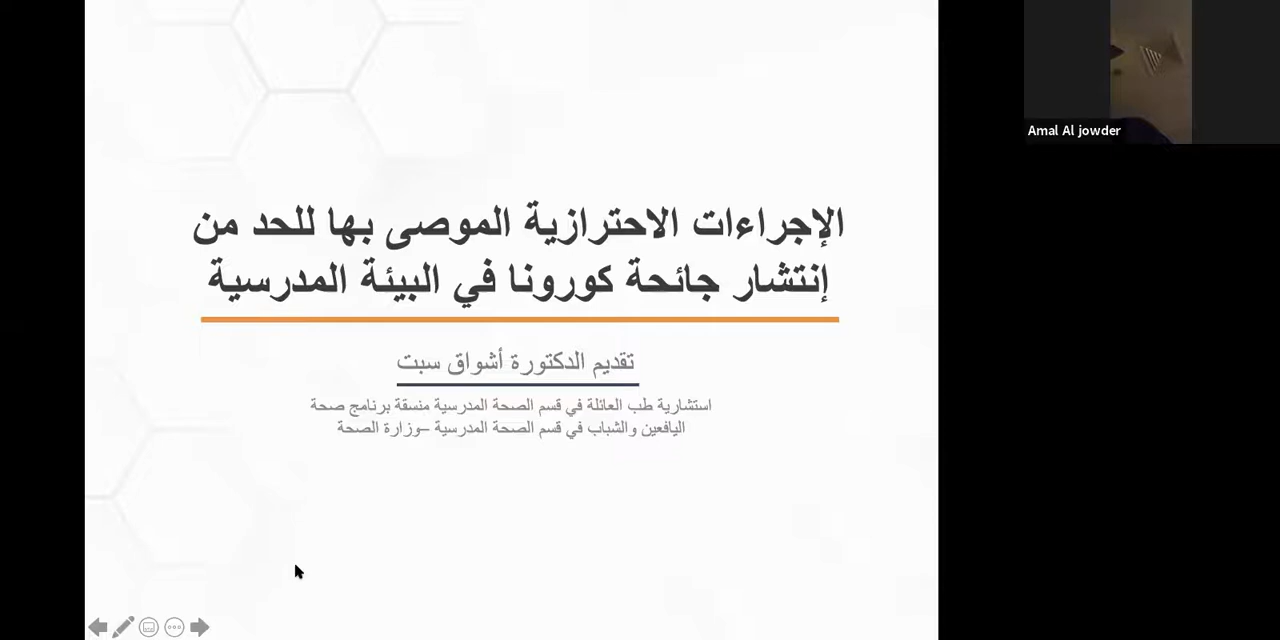 الإجراءات الاحترازية الموصى بها للحد من
إنتشار جائحة كورونا في البيئة المدرسية
تقديم الدكتورة أشواق سبت
استشارية طب العائلة في قسم الصحة المدرسية منسقة برنامج صحة
اليافعين والشباب في قسم الصحة المدرسية –وزارة الصحة
Amal Al jowder